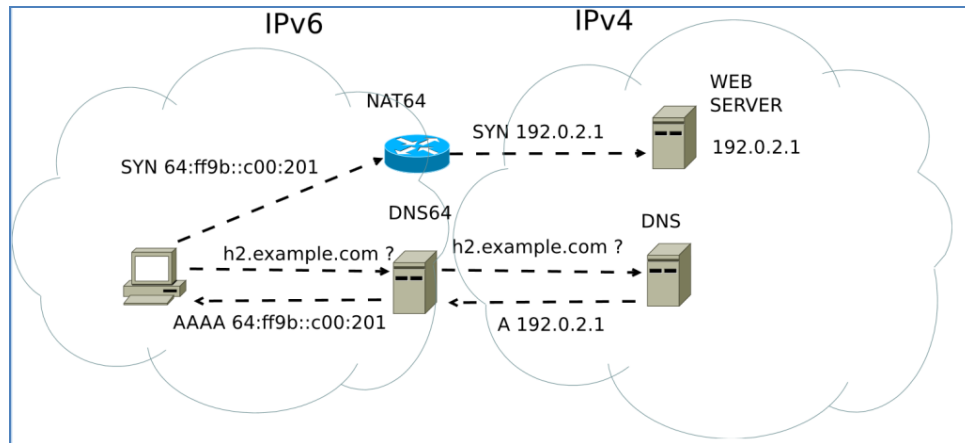 IPv6
IPv4
NAT64
WEB
SERVER
SYN 192.0.2.1
192.0.2.1
SYN 64:ff9b::c00:201
DNS64
DNS
h2.example.com ?
h2.example.com ?
AAAA 64:ff9b::c00:201
A 192.0.2.1